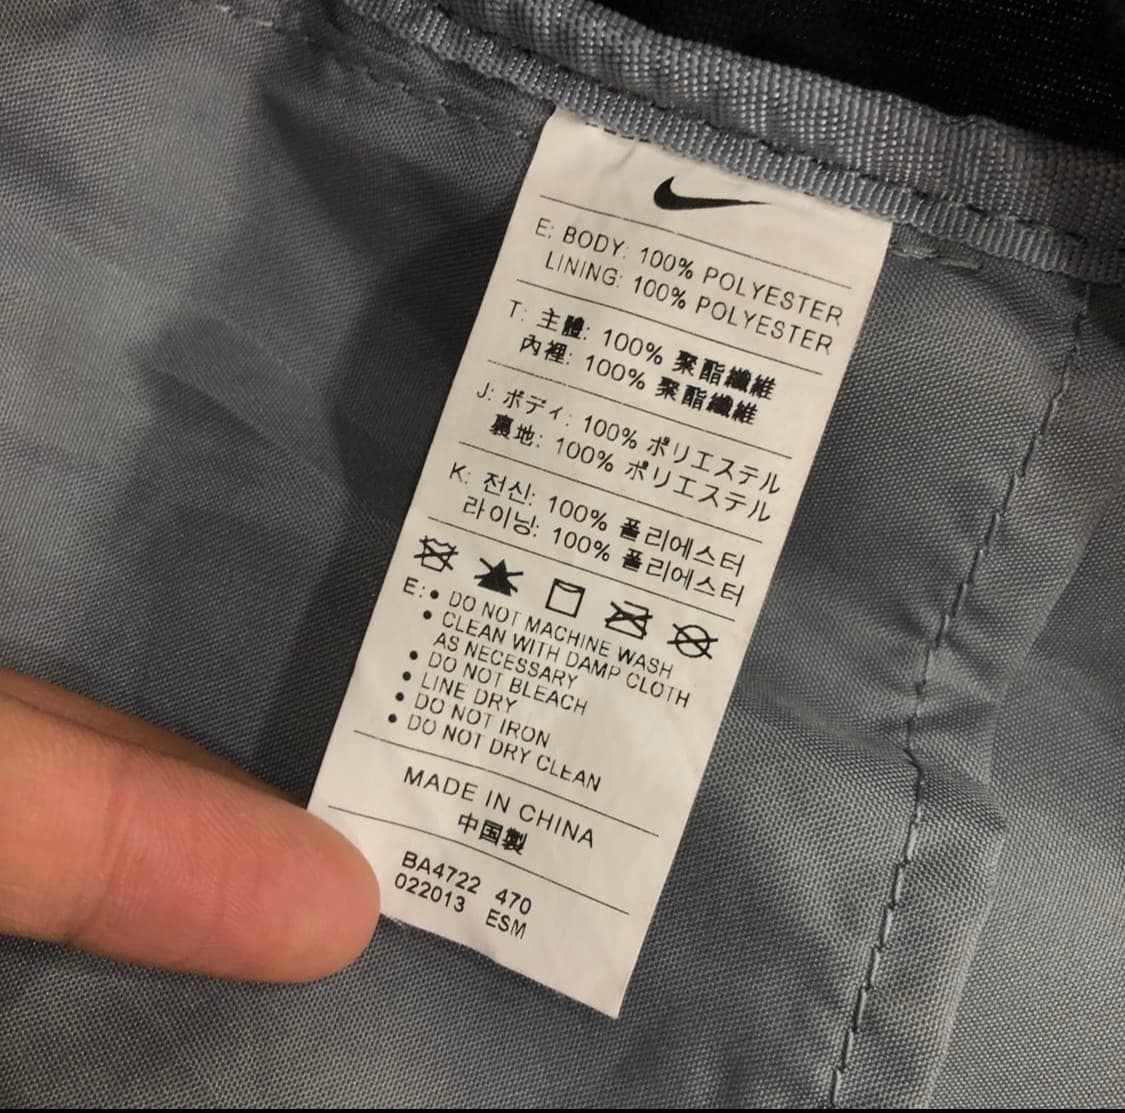 E: BODY: 100% POLYESTER
LINING: 100% POLYESTER
T: 主體: 100% 聚酯纖維
內裡: 100% 聚酯纖維
J: ボディ: 100% ポリエステル
裏地: 100% ポリエステル
K: 전신: 100% 폴리에스터
라이닝: 100% 폴리에스터
E: • DO NOT MACHINE WASH
• CLEAN WITH DAMP CLOTH
AS NECESSARY
• DO NOT BLEACH
• LINE DRY
• DO NOT IRON
• DO NOT DRY CLEAN
MADE IN CHINA
中国製
BA4722 470
022013 ESM